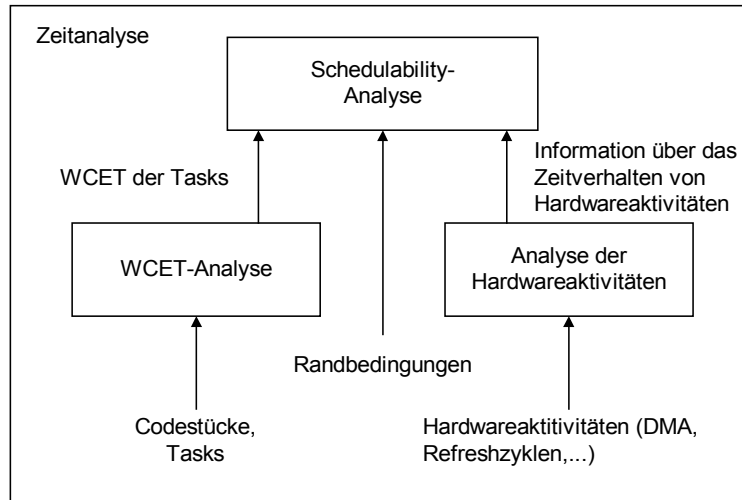 Zeitanalyse
Schedulability-
Analyse
WCET der Tasks
Information über das
Zeitverhalten von
Hardwareaktivitäten
WCET-Analyse
Analyse der
Hardwareaktivitäten
Randbedingungen
Codestücke,
Tasks
Hardwareaktitivitäten (DMA,
Refreshzyklen,...)